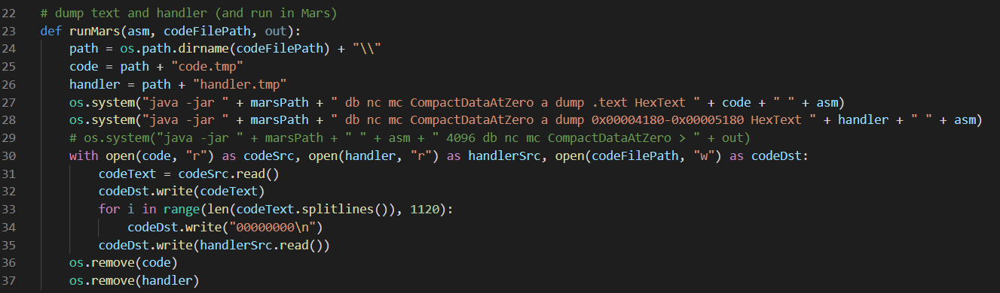 22 # dump text and handler (and run in Mars)
23 def runMars(asm, codeFilePath, out):
24     path = os.path.dirname(codeFilePath) + "\\"
25     code = path + "code.tmp"
26     handler = path + "handler.tmp"
27     os.system("java -jar " + marsPath + " db nc mc CompactDataAtZero a dump .text HexText " + code + " " + asm)
28     os.system("java -jar " + marsPath + " db nc mc CompactDataAtZero a dump 0x00004180-0x00005180 HexText " + handler + " " + asm)
29     # os.system("java -jar " + marsPath + " " + asm + " 4096 db nc mc CompactDataAtZero > " + out)
30     with open(code, "r") as codeSrc, open(handler, "r") as handlerSrc, open(codeFilePath, "w") as codeDst:
31         codeText = codeSrc.read()
32         codeDst.write(codeText)
33         for i in range(len(codeText.splitlines()), 1120):
34             codeDst.write("00000000\n")
35         codeDst.write(handlerSrc.read())
36     os.remove(code)
37     os.remove(handler)